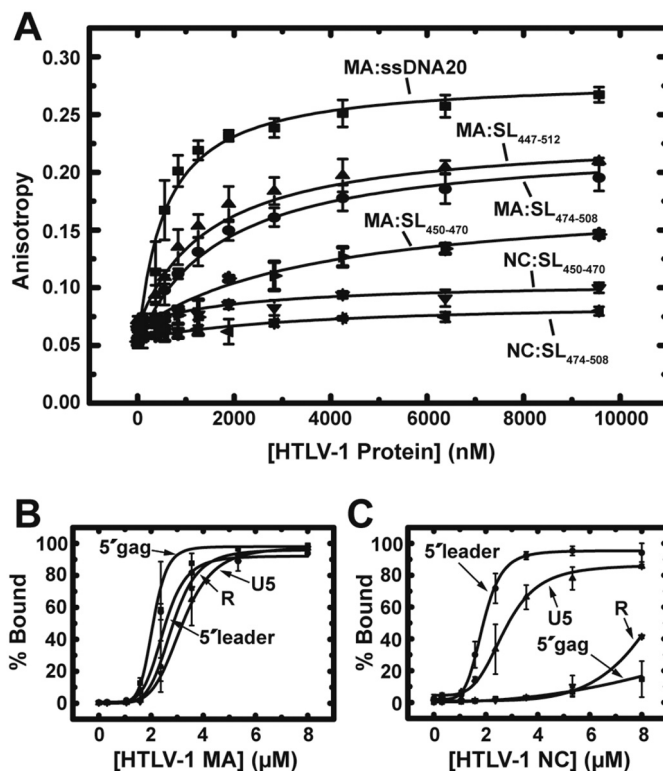 A
Anisotropy
0.30
0.25
0.20
0.15
0.10
0.05
0.00
MA:ssDNA20
MA:SL447-512
MA:SL474-508
MA:SL450-470
NC:SL450-470
NC:SL474-508
0 2000 4000 6000 8000 10000
[HTLV-1 Protein] (nM)
B
% Bound
100
80
60
40
20
0
5′gag
R
U5
5′leader
0 2 4 6 8
[HTLV-1 MA] (μM)
C
% Bound
100
80
60
40
20
0
5′leader
U5
R
5′gag
0 2 4 6 8
[HTLV-1 NC] (μM)